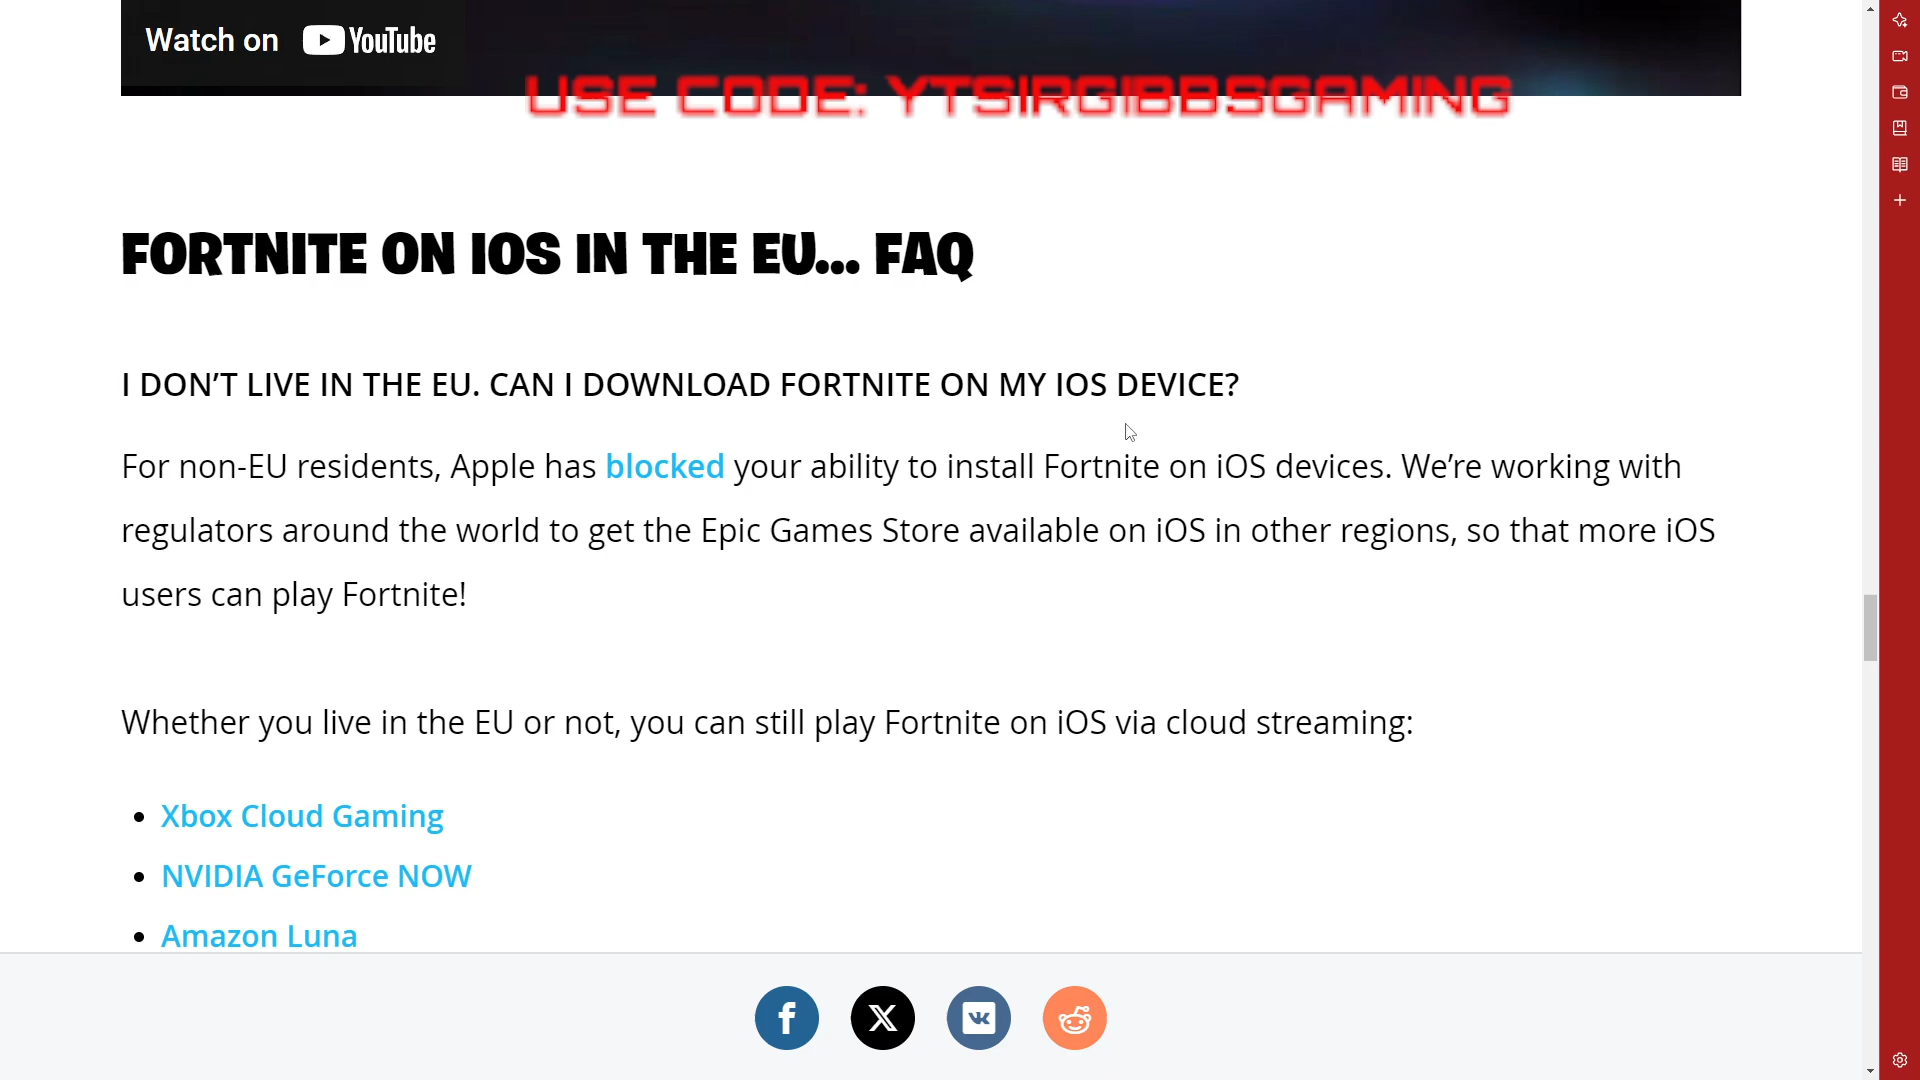 Watch on YouTube
USE CODE: YTSIRGIBBSGAMING
FORTNITE ON IOS IN THE EU... FAQ
I DON'T LIVE IN THE EU. CAN I DOWNLOAD FORTNITE ON MY IOS DEVICE?
For non-EU residents, Apple has blocked your ability to install Fortnite on iOS devices. We're working with
regulators around the world to get the Epic Games Store available on iOS in other regions, so that more iOS
users can play Fortnite!
Whether you live in the EU or not, you can still play Fortnite on iOS via cloud streaming:
• Xbox Cloud Gaming
• NVIDIA GeForce NOW
• Amazon Luna